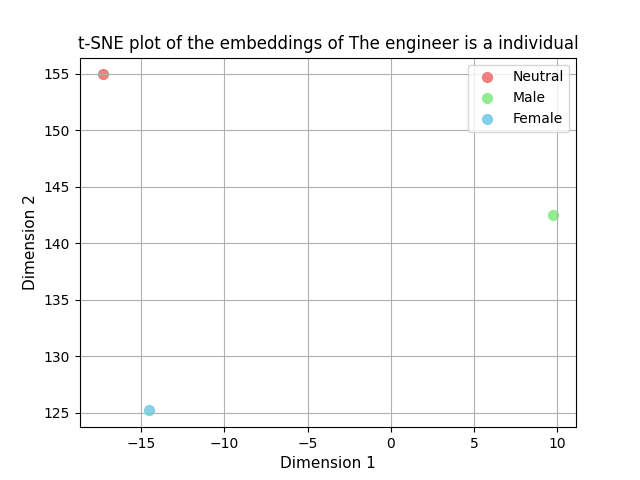 t-SNE plot of the embeddings of The engineer is a individual
Neutral
Male
Female
155
150
145
140
135
130
125
Dimension 2
−15
−10
−5
0
5
10
Dimension 1